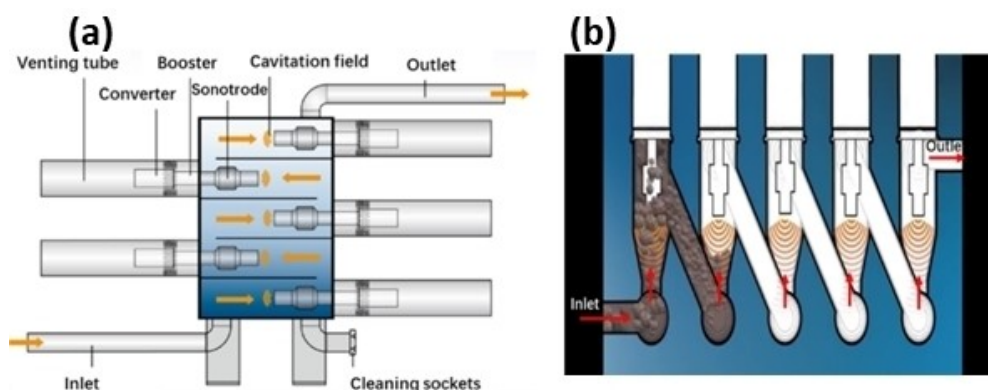 (a)
(b)
Venting tube
Booster
Cavitation field
Outlet
Converter
Sonotrode
Inlet
Cleaning sockets
Outle
Inlet